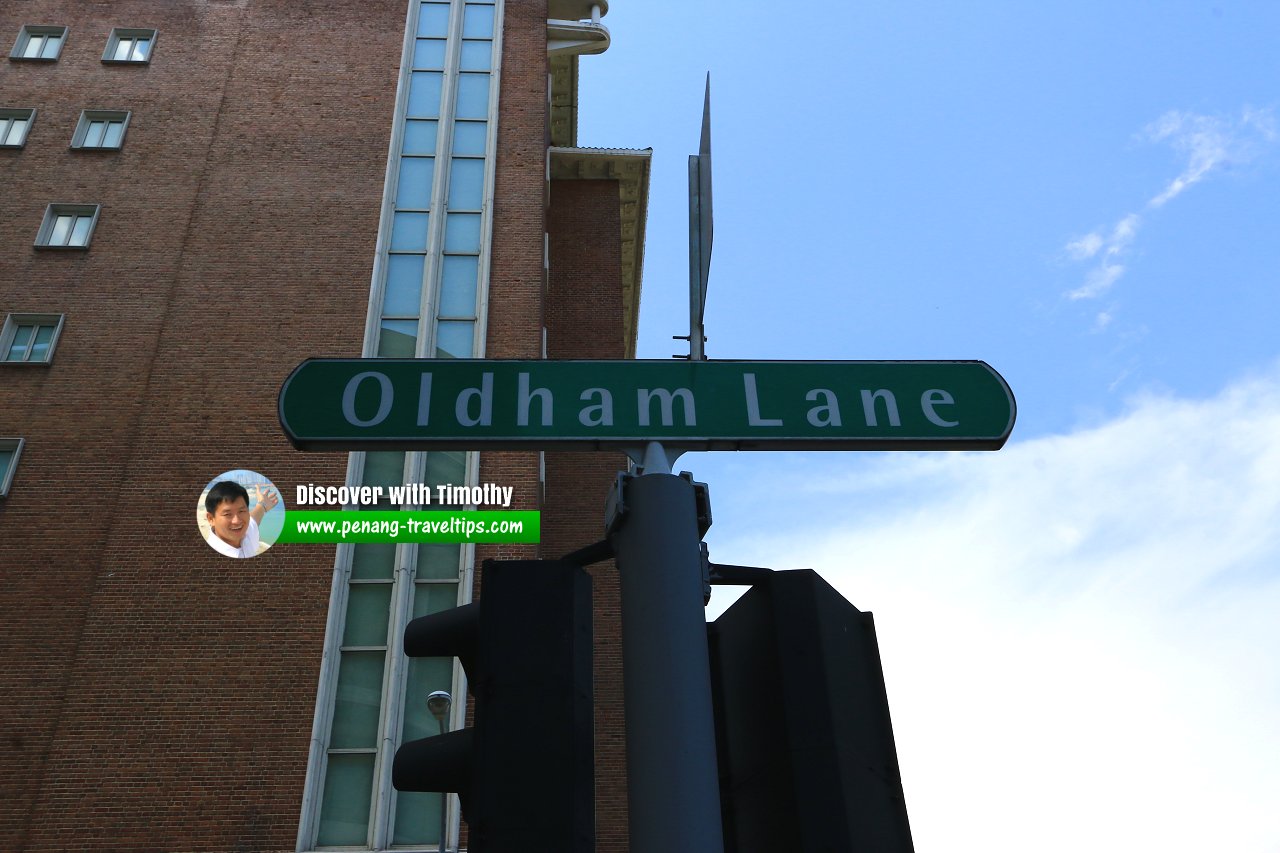 Oldham Lane
Discover with Timothy
www.penang-traveltips.com